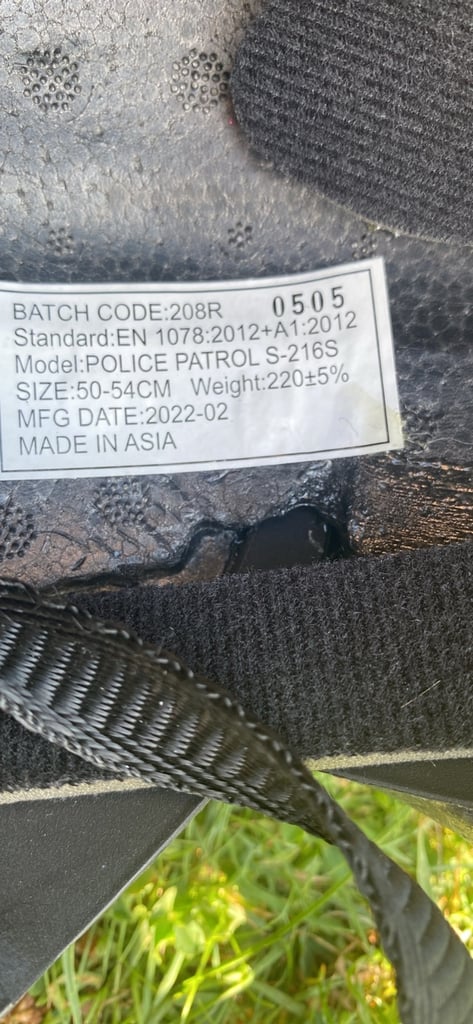 BATCH CODE:208R 0505
Standard:EN 1078:2012+A1:2012
Model:POLICE PATROL S-216S
SIZE:50-54CM Weight:220±5%
MFG DATE:2022-02
MADE IN ASIA